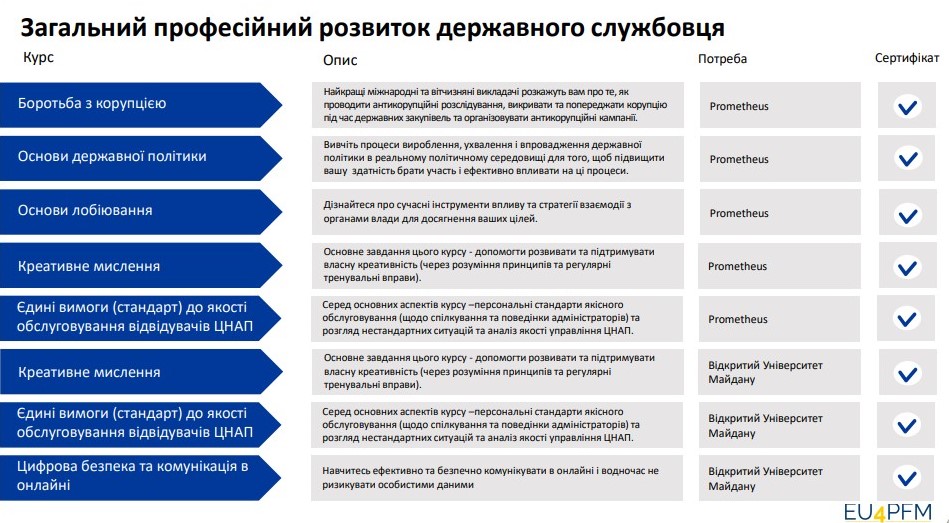 Загальний професійний розвиток державного службовця
Курс
Опис
Потреба
Сертифікат
Боротьба з корупцією
Найкращі міжнародні та вітчизняні викладачі розкажуть вам про те, як
проводити антикорупційні розслідування, викривати та попереджати корупцію
під час державних закупівель та організовувати антикорупційні кампанії.
Prometheus
Основи державної політики
Вивчіть процеси вироблення, ухвалення і впровадження державної
політики в реальному політичному середовищі для того, щоб підвищити
вашу здатність брати участь і ефективно впливати на ці процеси.
Prometheus
Основи лобіювання
Дізнайтеся про сучасні інструменти впливу та стратегії взаємодії з
органами влади для досягнення ваших цілей.
Prometheus
Креативне мислення
Основне завдання цього курсу - допомогти розвивати та підтримувати
власну креативність (через розуміння принципів та регулярні
тренувальні вправи).
Prometheus
Єдині вимоги (стандарт) до якості
обслуговування відвідувачів ЦНАП
Серед основних аспектів курсу –персональні стандарти якісного
обслуговування (щодо спілкування та поведінки адміністраторів) та
розгляд нестандартних ситуацій та аналіз якості управління ЦНАП.
Prometheus
Креативне мислення
Основне завдання цього курсу - допомогти розвивати та підтримувати
власну креативність (через розуміння принципів та регулярні
тренувальні вправи).
Відкритий Університет
Майдану
Єдині вимоги (стандарт) до якості
обслуговування відвідувачів ЦНАП
Серед основних аспектів курсу –персональні стандарти якісного
обслуговування (щодо спілкування та поведінки адміністраторів) та
розгляд нестандартних ситуацій та аналіз якості управління ЦНАП.
Відкритий Університет
Майдану
Цифрова безпека та комунікація в
онлайні
Навчитесь ефективно та безпечно комунікувати в онлайні і водночас не
ризикувати особистими даними
Відкритий Університет
Майдану
EU4PFM